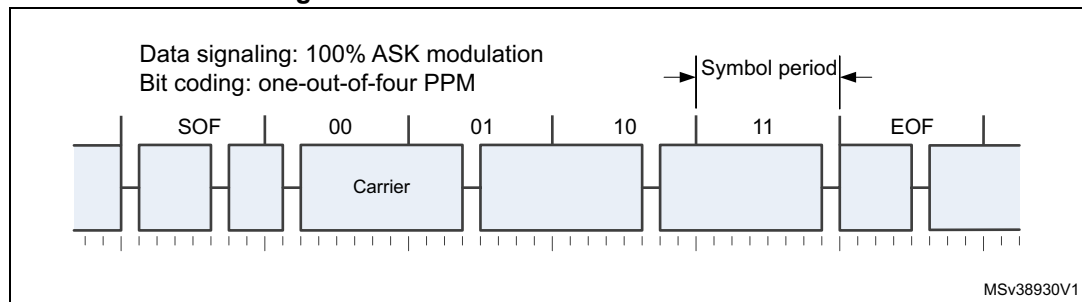 Data signaling: 100% ASK modulation
Bit coding: one-out-of-four PPM
Symbol period
SOF 00 01 10 11 EOF
Carrier
MSv38930V1